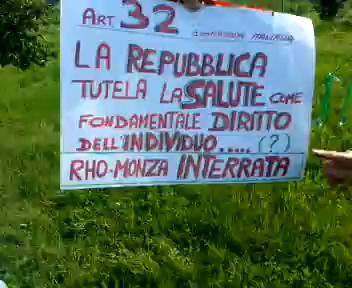 ART. 32 COSTITUZIONE ITALIANA
LA REPUBBLICA
TUTELA LA SALUTE COME
FONDAMENTALE DIRITTO
DELL'INDIVIDUO..... (?)
RHO-MONZA INTERRATA